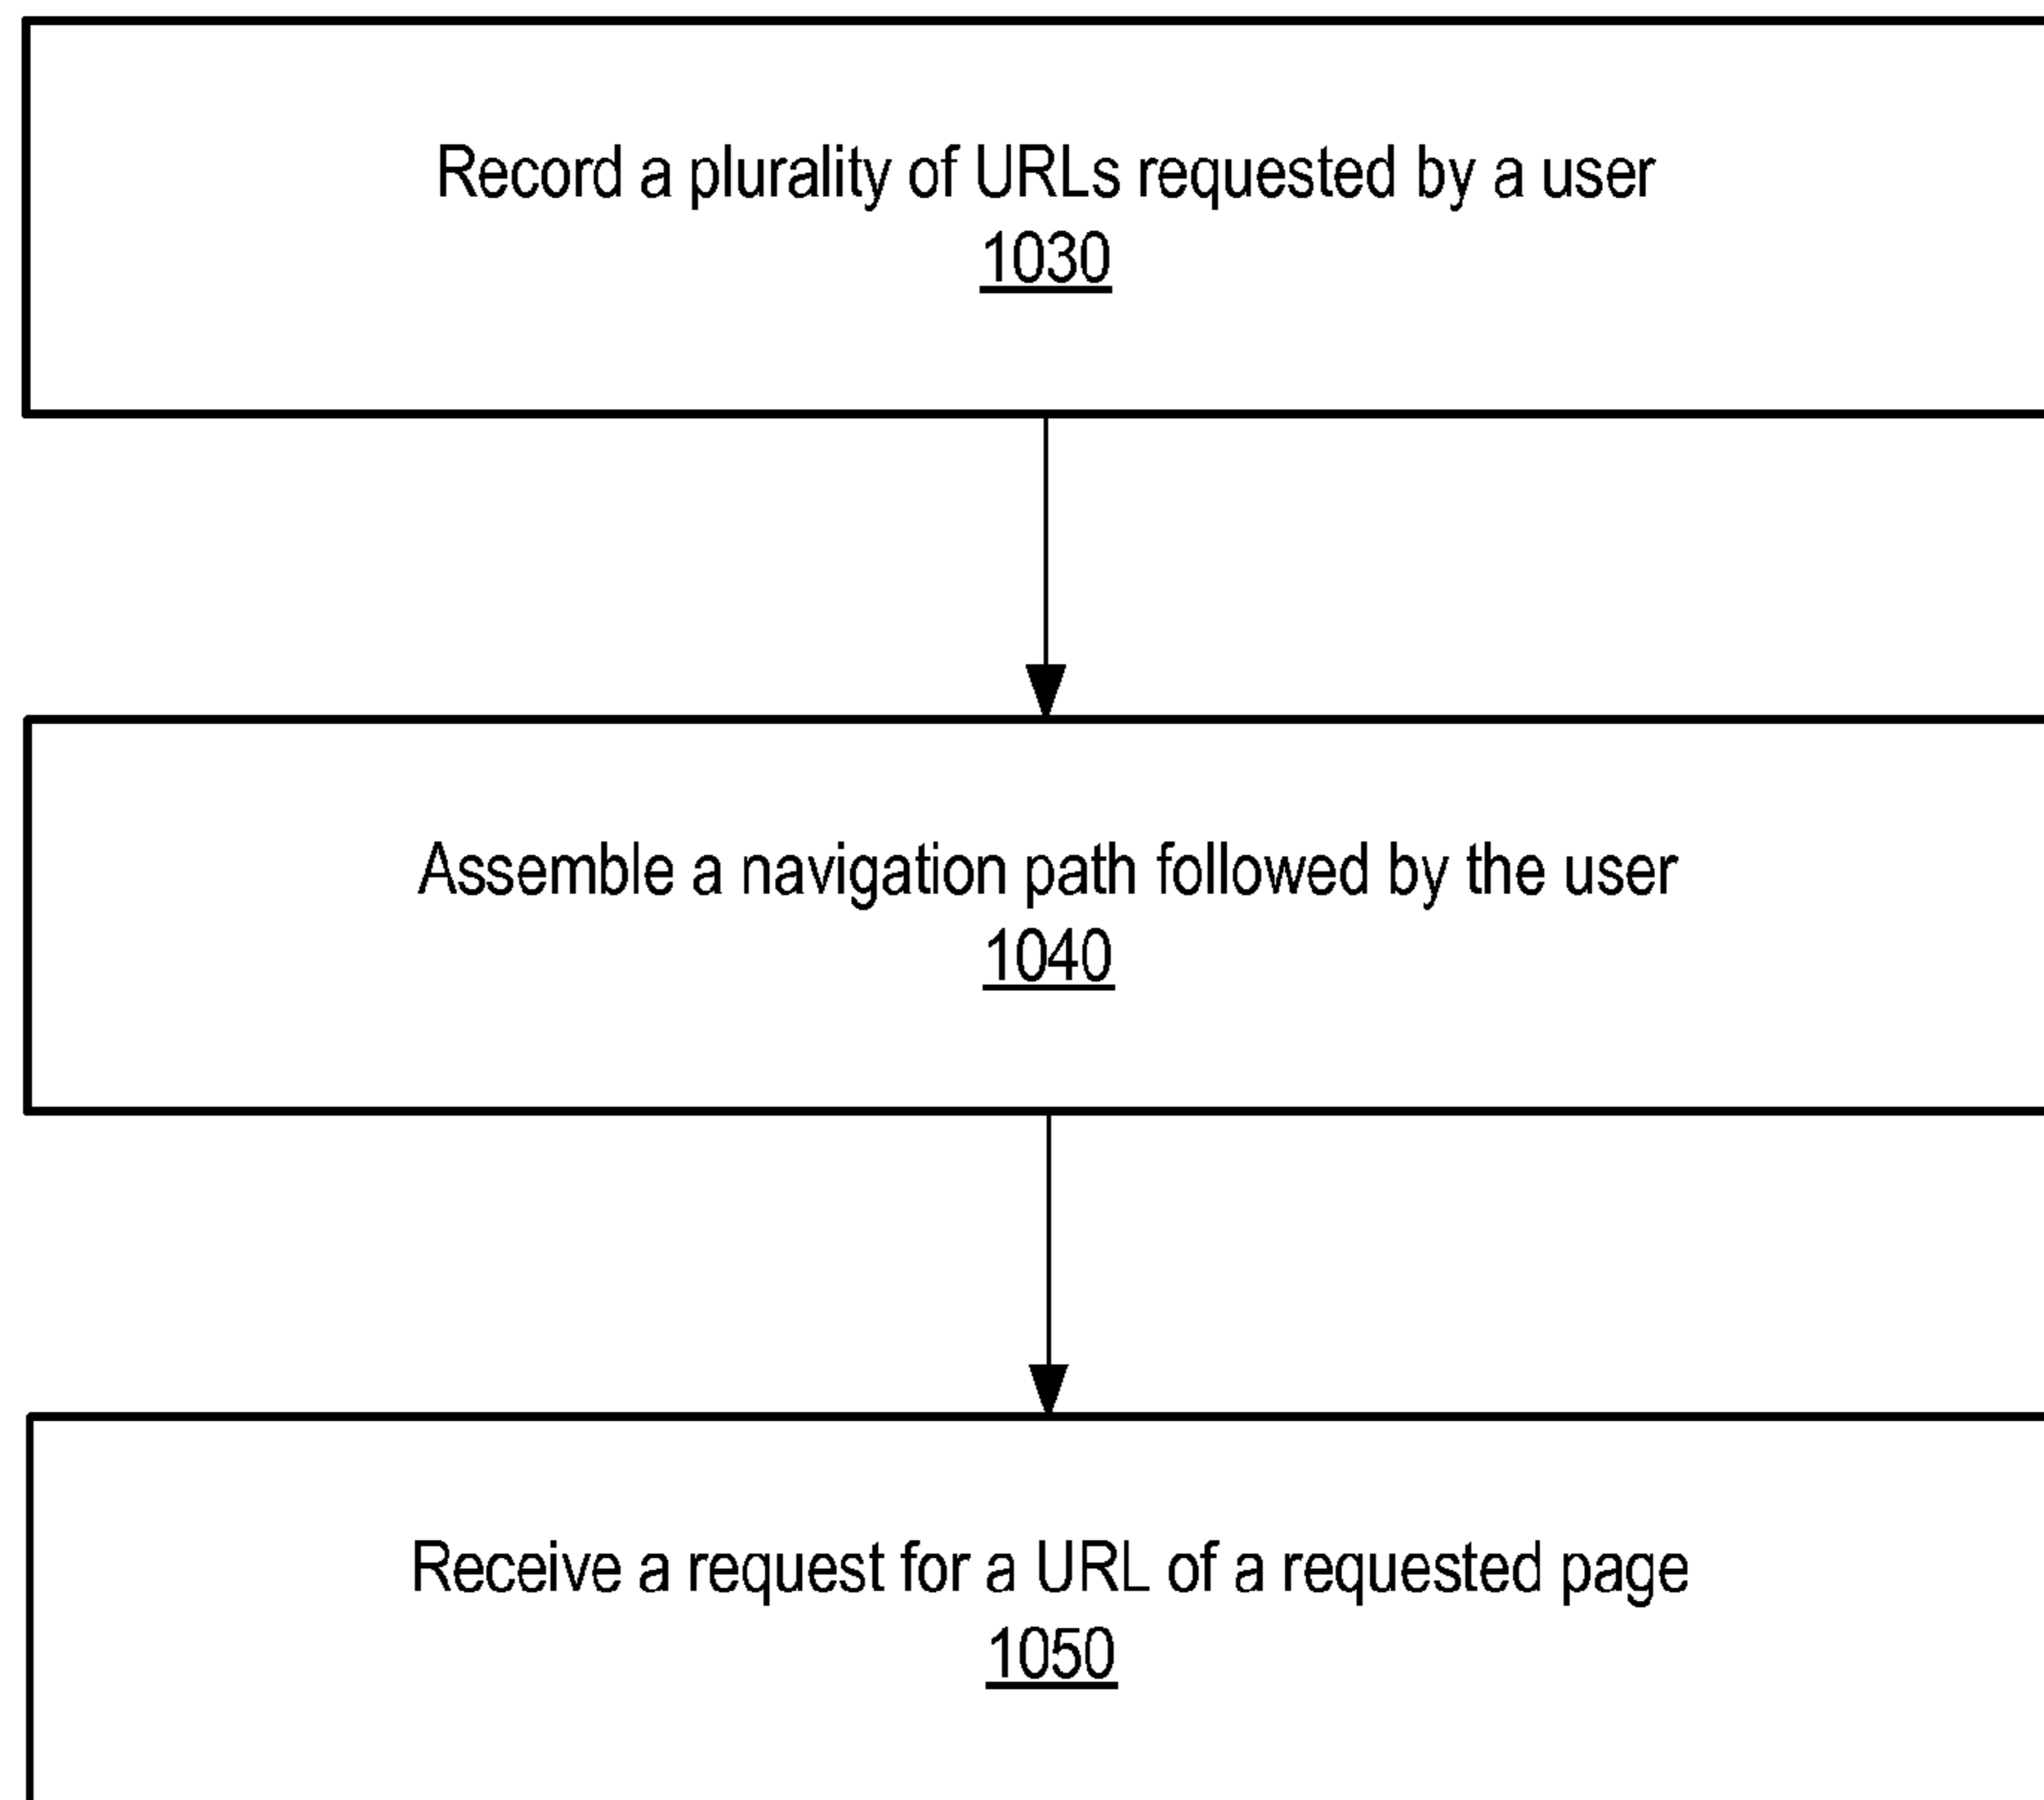 Record a plurality of URLs requested by a user
1030
Assemble a navigation path followed by the user
1040
Receive a request for a URL of a requested page
1050